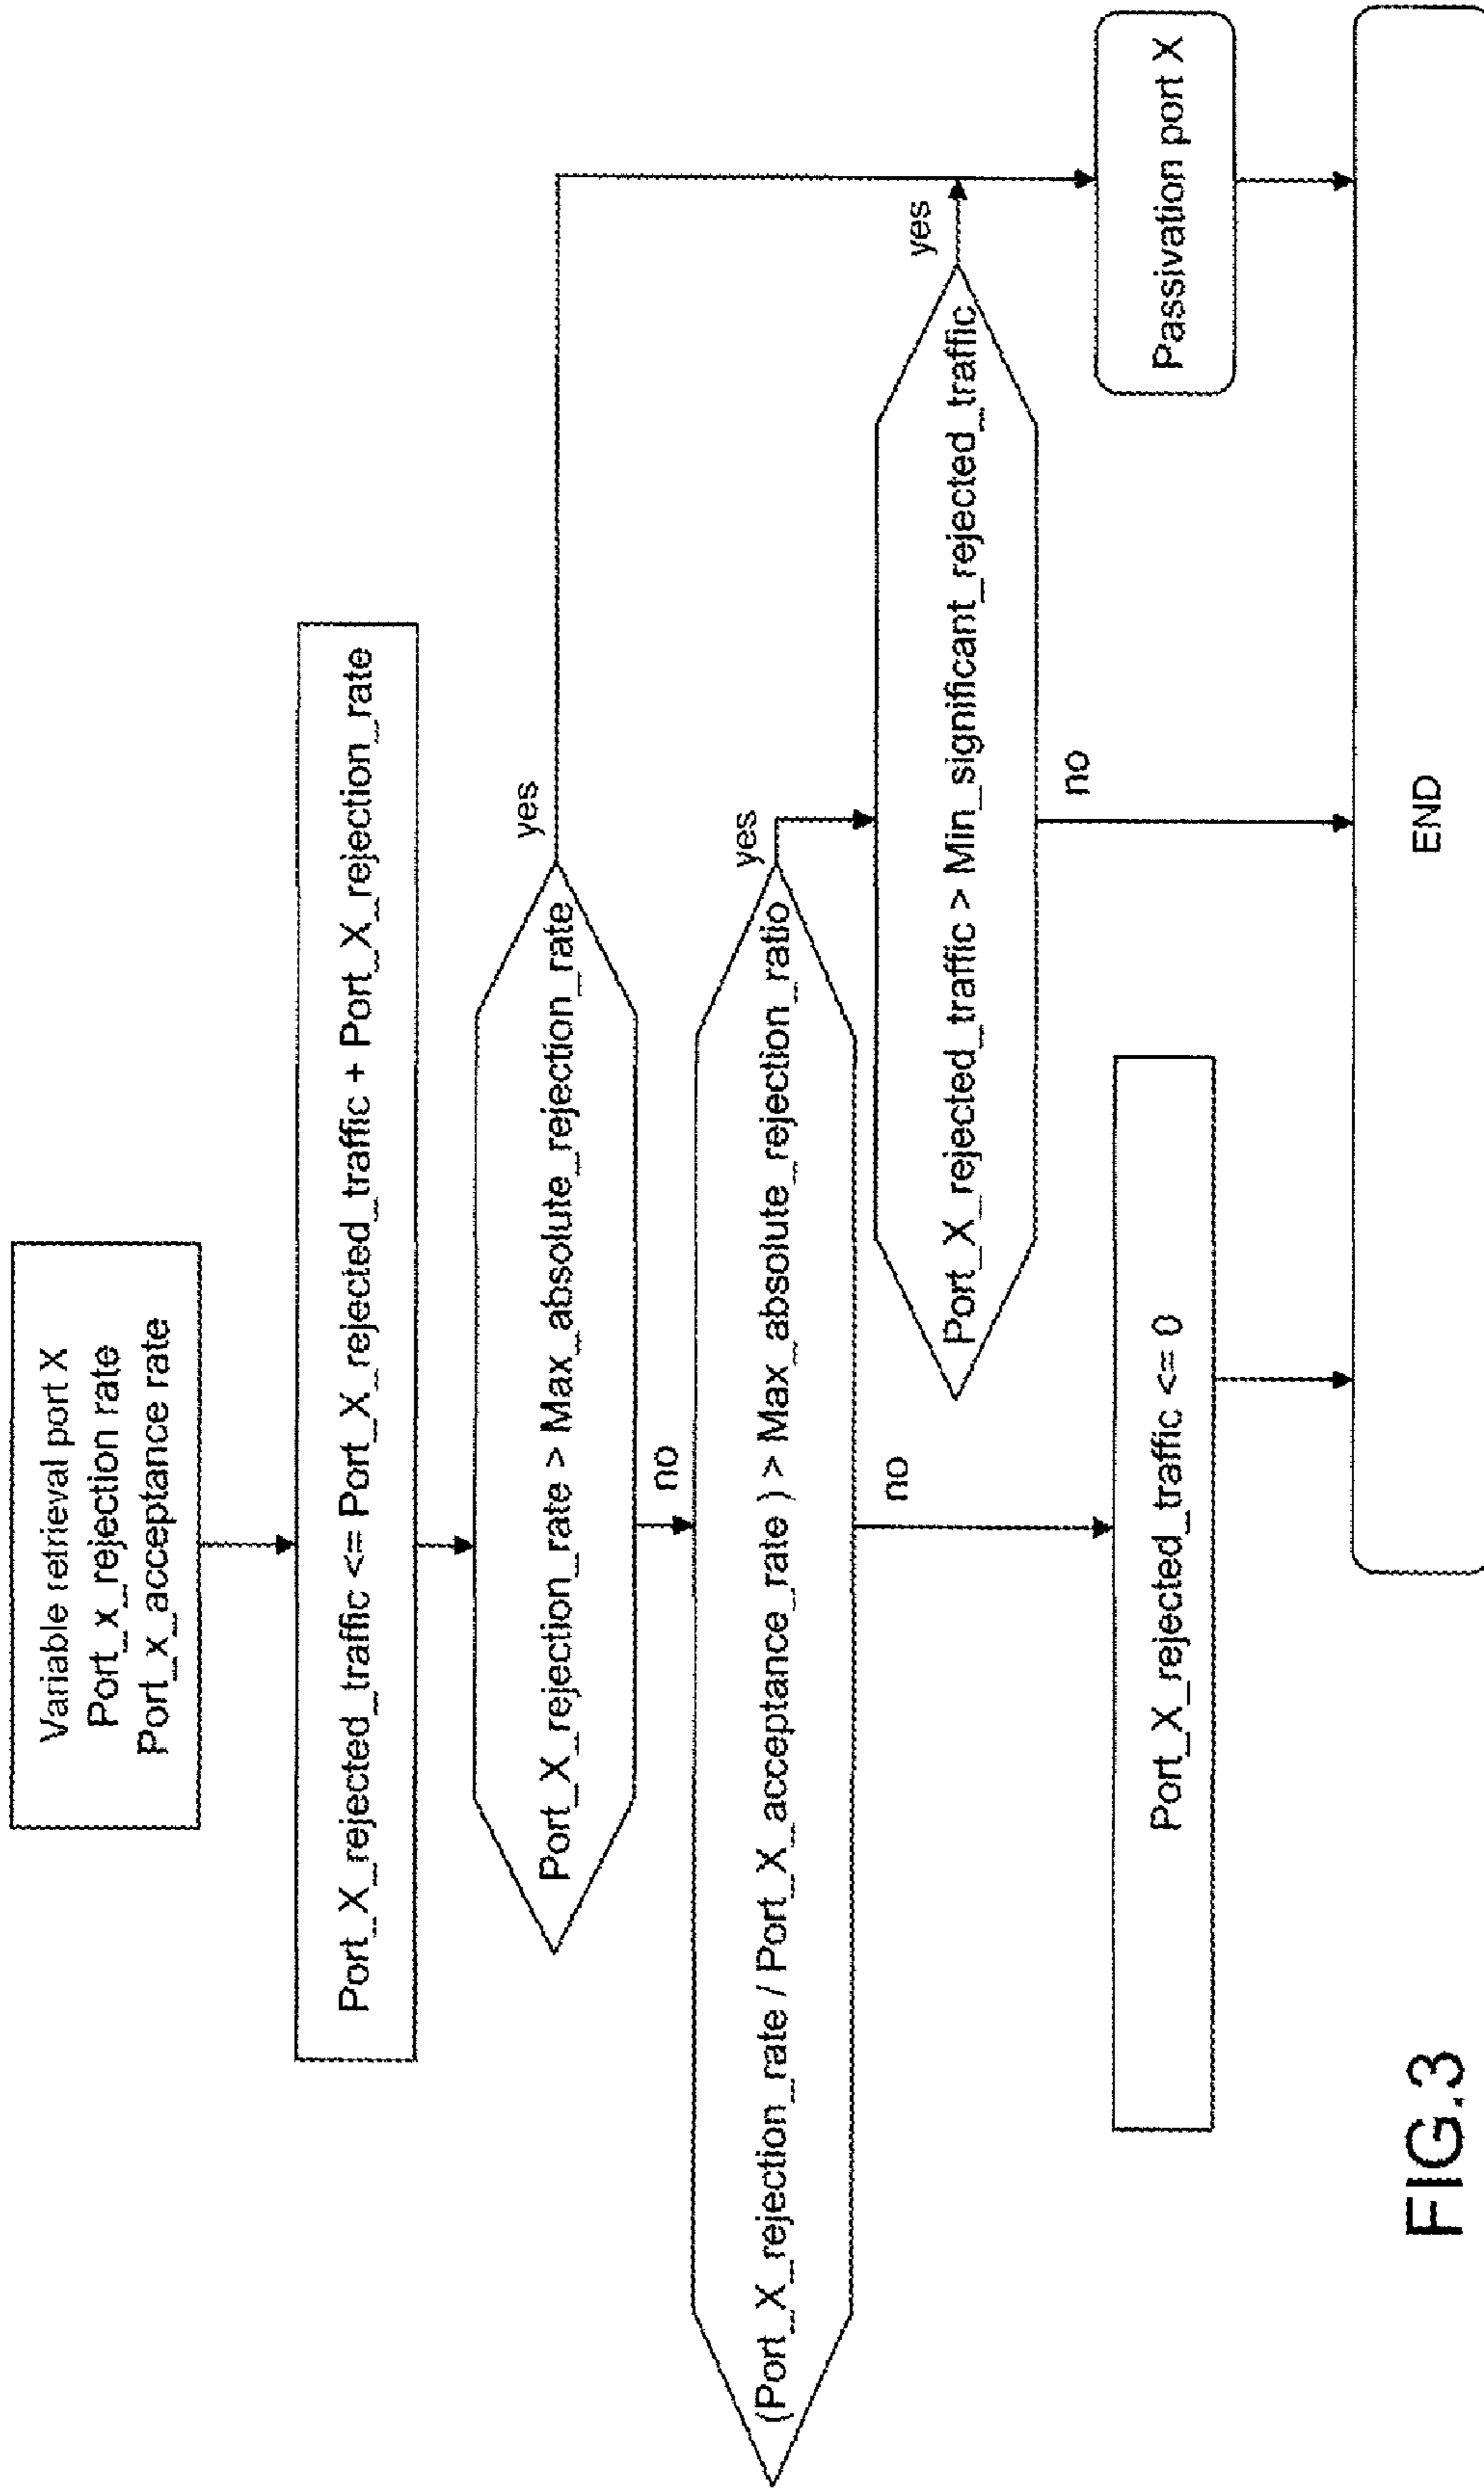 Variable retrieval port X
Port_x_rejection rate
Port_x_acceptance rate
Port_X_rejected_traffic <= Port_X_rejected_traffic + Port_X_rejection_rate
Port_X_rejection_rate > Max_absolute_rejection_rate
yes
no
(Port_X_rejection_rate / Port_X_acceptance_rate ) > Max_absolute_rejection_ratio
yes
no
Port_X_rejected_traffic > Min_significant_rejected_traffic
yes
no
Port_X_rejected_traffic <= 0
Passivation port X
END
FIG.3